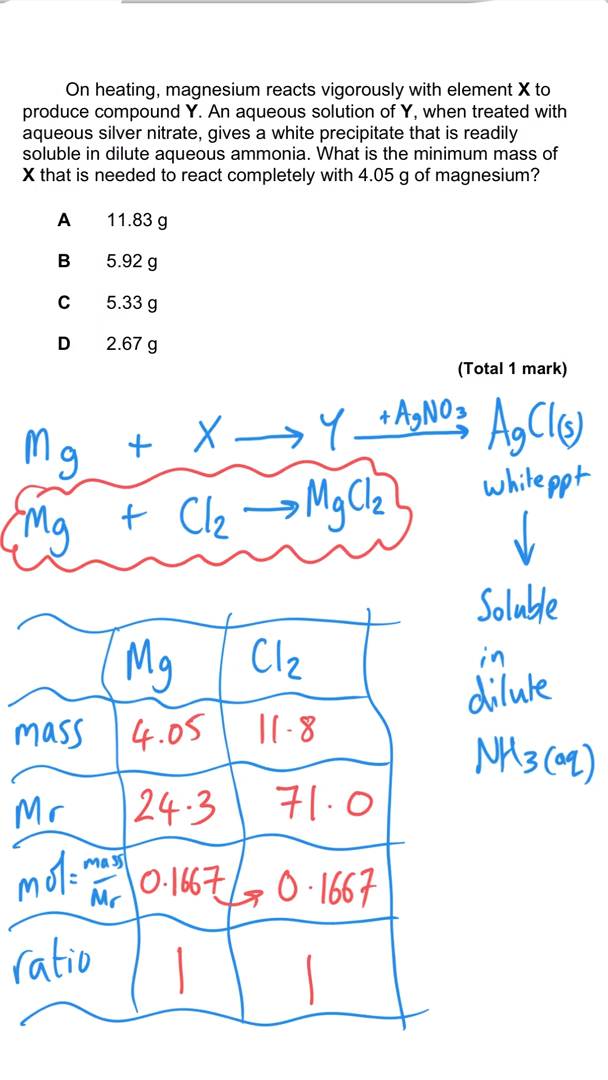 On heating, magnesium reacts vigorously with element X to
produce compound Y. An aqueous solution of Y, when treated with
aqueous silver nitrate, gives a white precipitate that is readily
soluble in dilute aqueous ammonia. What is the minimum mass of
X that is needed to react completely with 4.05 g of magnesium?
A 11.83 g
B 5.92 g
C 5.33 g
D 2.67 g
(Total 1 mark)
Mg + X → Y +AgNO3 → AgCl(s)
white ppt
Mg + Cl2 → MgCl2
↓
Soluble
in
dilute
NH3(aq)
Mg Cl2
mass 4.05 11.8
Mr 24.3 71.0
mol = mass/Mr 0.1667 → 0.1667
ratio 1 1